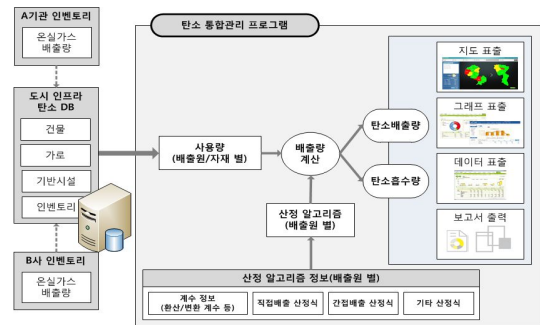 A기관 인벤토리
온실가스
배출량
도시 인프라
탄소 DB
건물
가로
기반시설
인벤토리
B사 인벤토리
온실가스
배출량
탄소 통합관리 프로그램
사용량
(배출원/자재 별)
배출량
계산
탄소배출량
탄소흡수량
산정 알고리즘
(배출원 별)
산정 알고리즘 정보(배출원 별)
계수 정보
(환산/변환 계수 등)
직접배출 산정식
간접배출 산정식
기타 산정식
지도 표출
그래프 표출
데이터 표출
보고서 출력